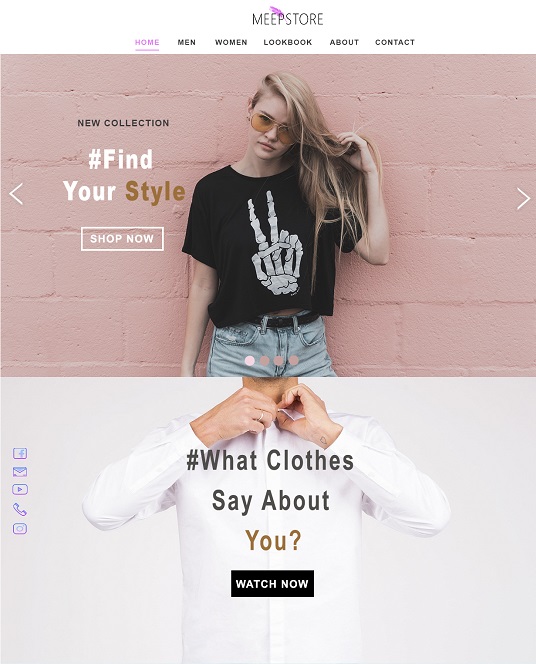 MEEPSTORE
HOME MEN WOMEN LOOKBOOK ABOUT CONTACT
NEW COLLECTION
#Find
Your Style
SHOP NOW
#What Clothes
Say About
You?
WATCH NOW